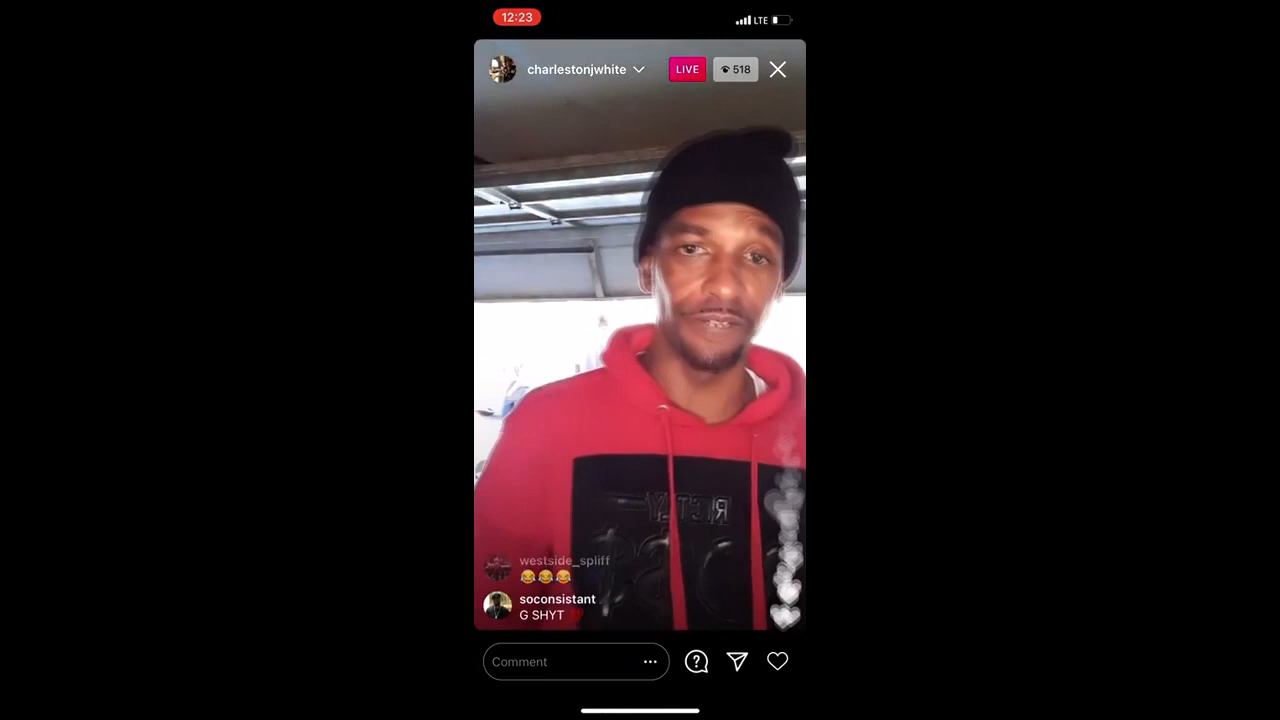 12:23
LTE
charlestonjwhite
LIVE
518
westside_spliff
😂😂😂
soconsistant
G SHYT 💯
Comment